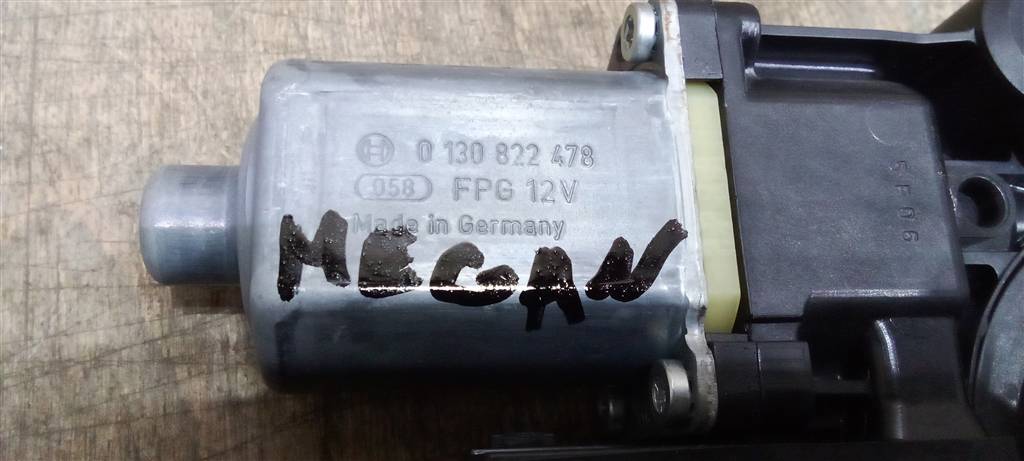 0 130 822 478
058 FPG 12V
Made in Germany
MEGAN
5F06